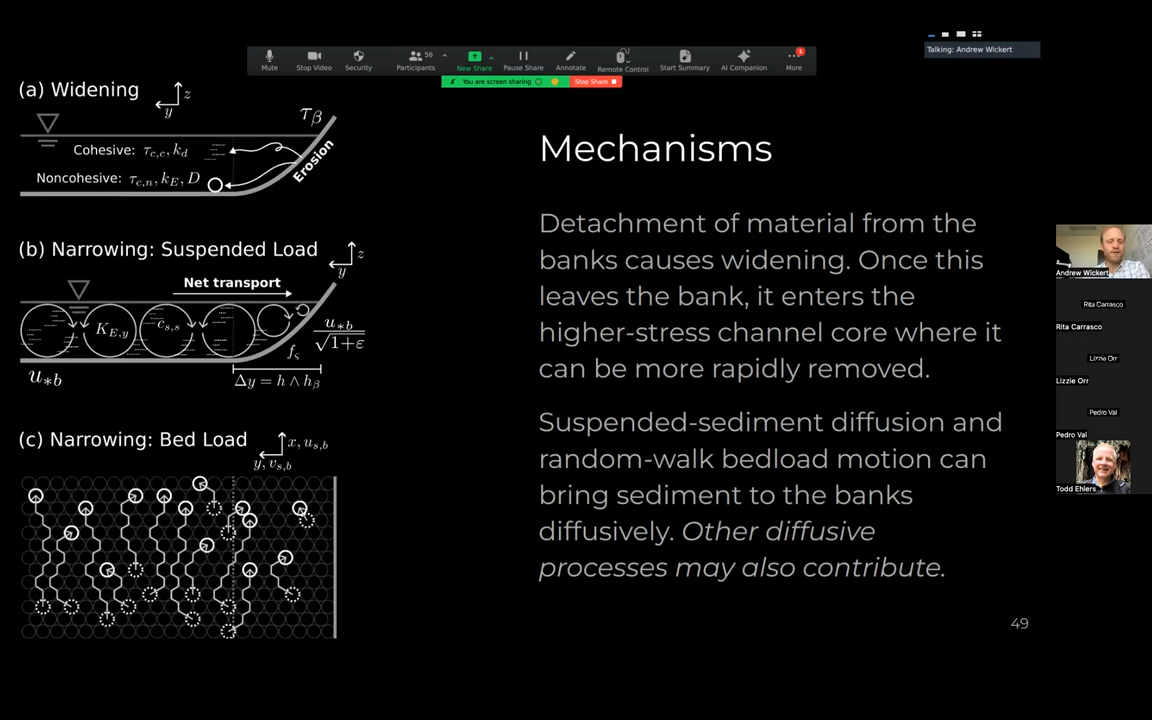 Talking: Andrew Wickert
Mute
Stop Video
Security
Participants
56
New Share
Pause Share
Annotate
Remote Control
Start Summary
AI Companion
More
1
You are screen sharing
Stop Share
(a) Widening
z
y
τβ
Cohesive: τc,c, kd
Noncohesive: τc,n, kE, D
Erosion
(b) Narrowing: Suspended Load
z
y
Net transport
KE,y
cs,s
u*b
√1+ε
fς
u*b
Δy = h ∧ hβ
(c) Narrowing: Bed Load
x, us,b
y, vs,b
Mechanisms
Detachment of material from the
banks causes widening. Once this
leaves the bank, it enters the
higher-stress channel core where it
can be more rapidly removed.
Suspended-sediment diffusion and
random-walk bedload motion can
bring sediment to the banks
diffusively. Other diffusive
processes may also contribute.
49
Andrew Wickert
Rita Carrasco
Rita Carrasco
Lizzie Orr
Lizzie Orr
Pedro Val
Pedro Val
Todd Ehlers